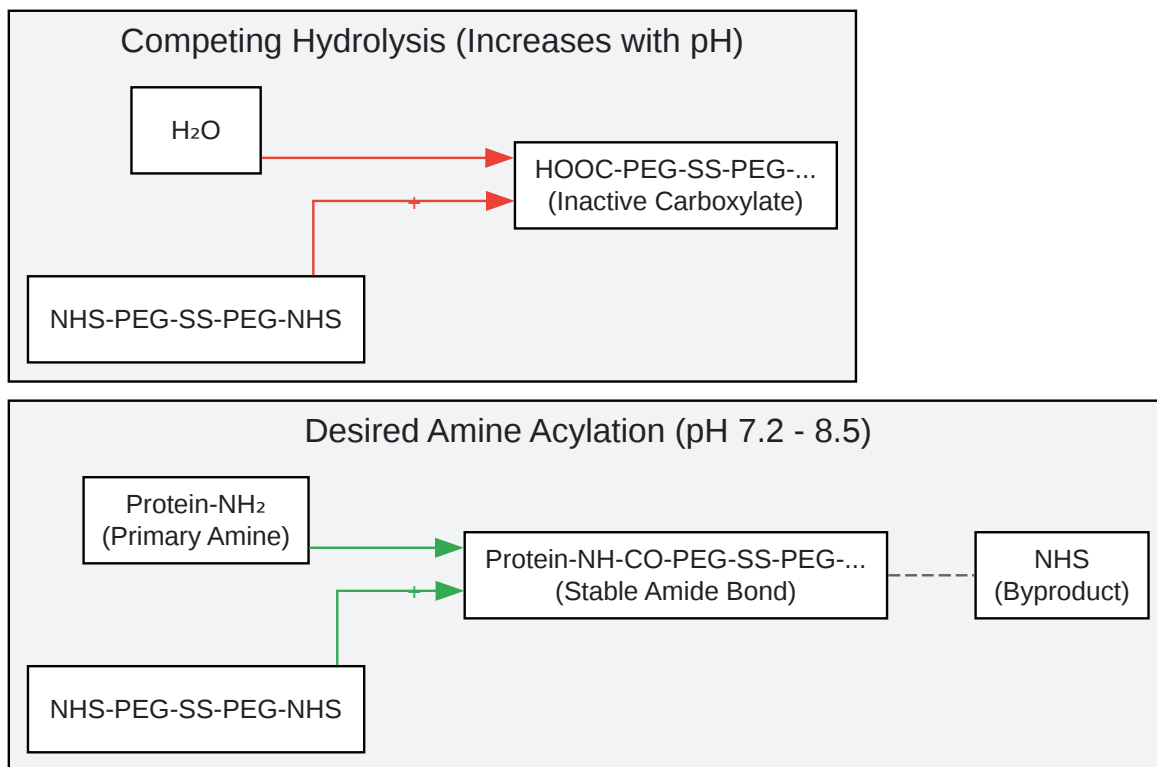 Competing Hydrolysis (Increases with pH)
H₂O
HOOC-PEG-SS-PEG-...
(Inactive Carboxylate)
+
NHS-PEG-SS-PEG-NHS
Desired Amine Acylation (pH 7.2 - 8.5)
Protein-NH₂
(Primary Amine)
Protein-NH-CO-PEG-SS-PEG-...
(Stable Amide Bond)
NHS
(Byproduct)
+
NHS-PEG-SS-PEG-NHS